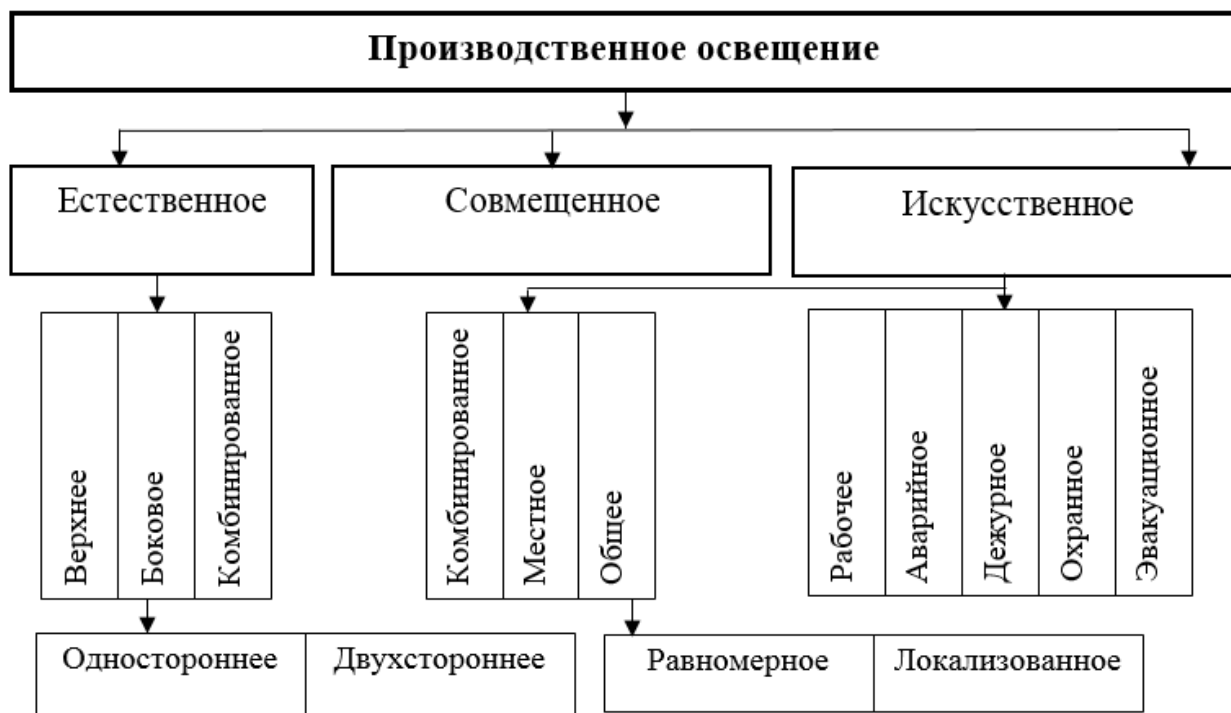 Производственное освещение
Естественное
Совмещенное
Искусственное
Верхнее
Боковое
Комбинированное
Комбинированное
Местное
Общее
Рабочее
Аварийное
Дежурное
Охранное
Эвакуационное
Одностороннее
Двухстороннее
Равномерное
Локализованное